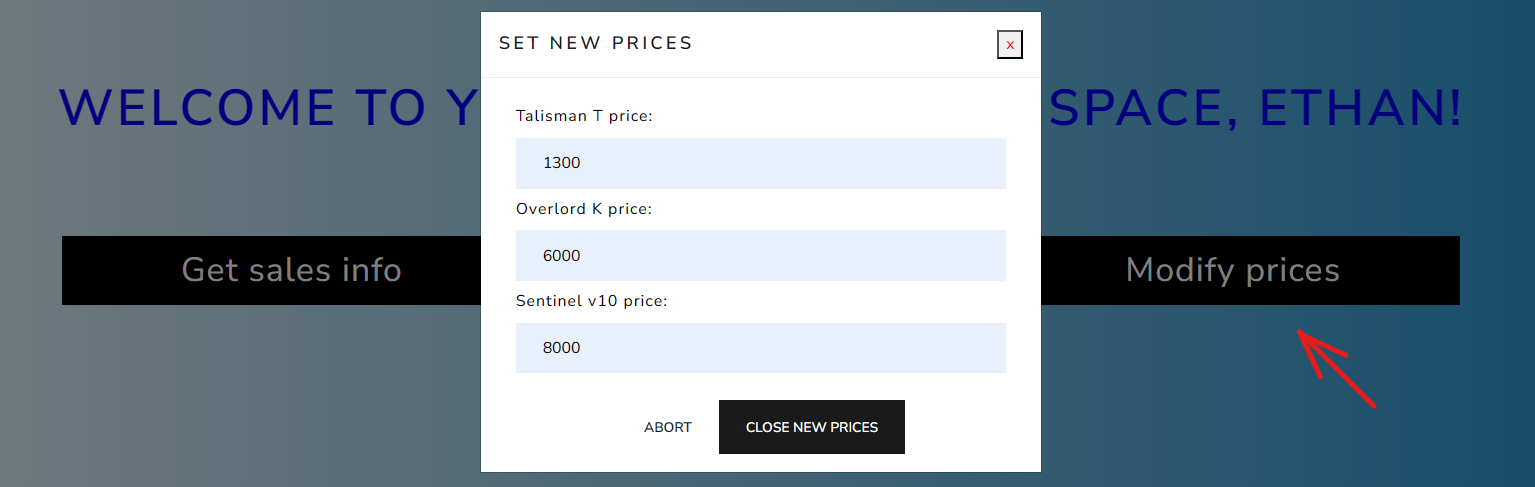 SET NEW PRICES
x
WELCOME TO Y
SPACE, ETHAN!
Talisman T price:
1300
Overlord K price:
6000
Get sales info
Modify prices
Sentinel v10 price:
8000
ABORT
CLOSE NEW PRICES